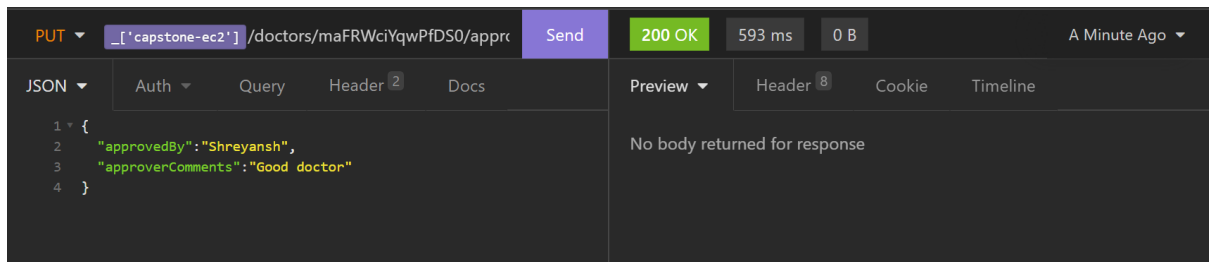 PUT _['capstone-ec2'] /doctors/maFRWciYqwPfDS0/appro Send 200 OK 593 ms 0 B A Minute Ago
JSON Auth Query Header 2 Docs Preview Header 8 Cookie Timeline
1 {
2 "approvedBy":"Shreyansh",
3 "approverComments":"Good doctor"
4 }
No body returned for response